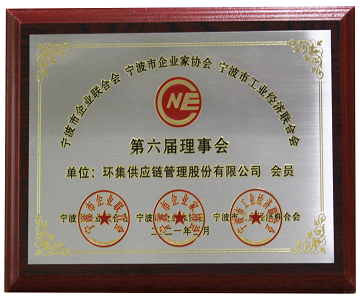 宁波市企业联合会 宁波市企业家协会 宁波市工业经济联合会
NE
第六届理事会
单位：环集供应链管理股份有限公司 会员
宁波市企业联合会 宁波市企业家协会 宁波市工业经济联合会
二〇二一年 月